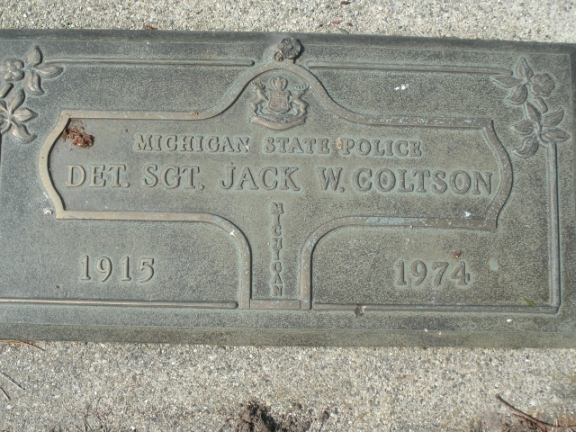 MICHIGAN STATE POLICE
DET. SGT. JACK W. COLTSON
MICHIGAN
1915
1974